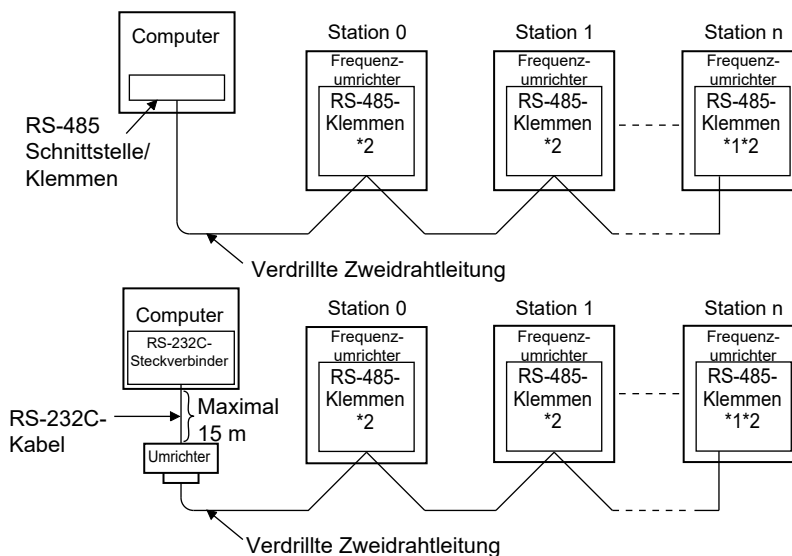 Station 0
Station 1
Station n
Computer
Frequenz-
umrichter
RS-485-
Klemmen
*2
Frequenz-
umrichter
RS-485-
Klemmen
*2
Frequenz-
umrichter
RS-485-
Klemmen
*1*2
RS-485
Schnittstelle/
Klemmen
Verdrillte Zweidrahtleitung
Station 0
Station 1
Station n
Computer
RS-232C-
Steckverbinder
Frequenz-
umrichter
RS-485-
Klemmen
*2
Frequenz-
umrichter
RS-485-
Klemmen
*2
Frequenz-
umrichter
RS-485-
Klemmen
*1*2
RS-232C-
Kabel
Maximal
15 m
Umrichter
Verdrillte Zweidrahtleitung